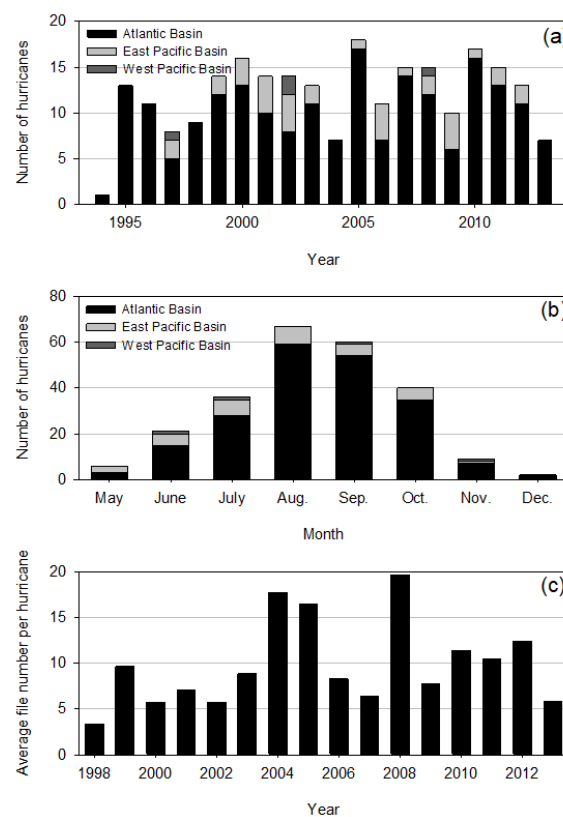 Atlantic Basin
East Pacific Basin
West Pacific Basin
(a)
Number of hurricanes
20
15
10
5
0
1995 2000 2005 2010
Year
Atlantic Basin
East Pacific Basin
West Pacific Basin
(b)
Number of hurricanes
80
60
40
20
0
May June July Aug. Sep. Oct. Nov. Dec.
Month
(c)
Average file number per hurricane
20
15
10
5
0
1998 2000 2002 2004 2006 2008 2010 2012
Year